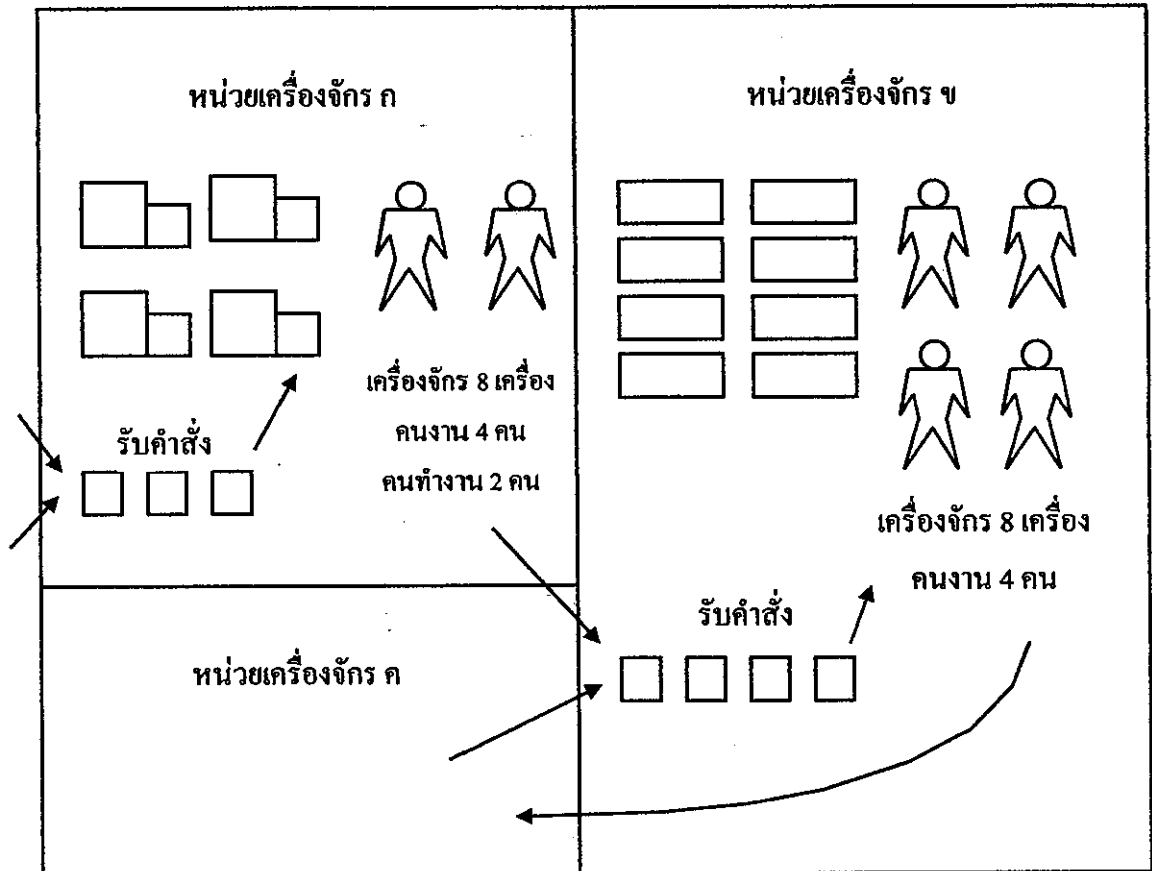 หน่วยเครื่องจักร ก
เครื่องจักร 8 เครื่อง
คนงาน 4 คน
คนทำงาน 2 คน
รับคำสั่ง
หน่วยเครื่องจักร ข
เครื่องจักร 8 เครื่อง
คนงาน 4 คน
รับคำสั่ง
หน่วยเครื่องจักร ค